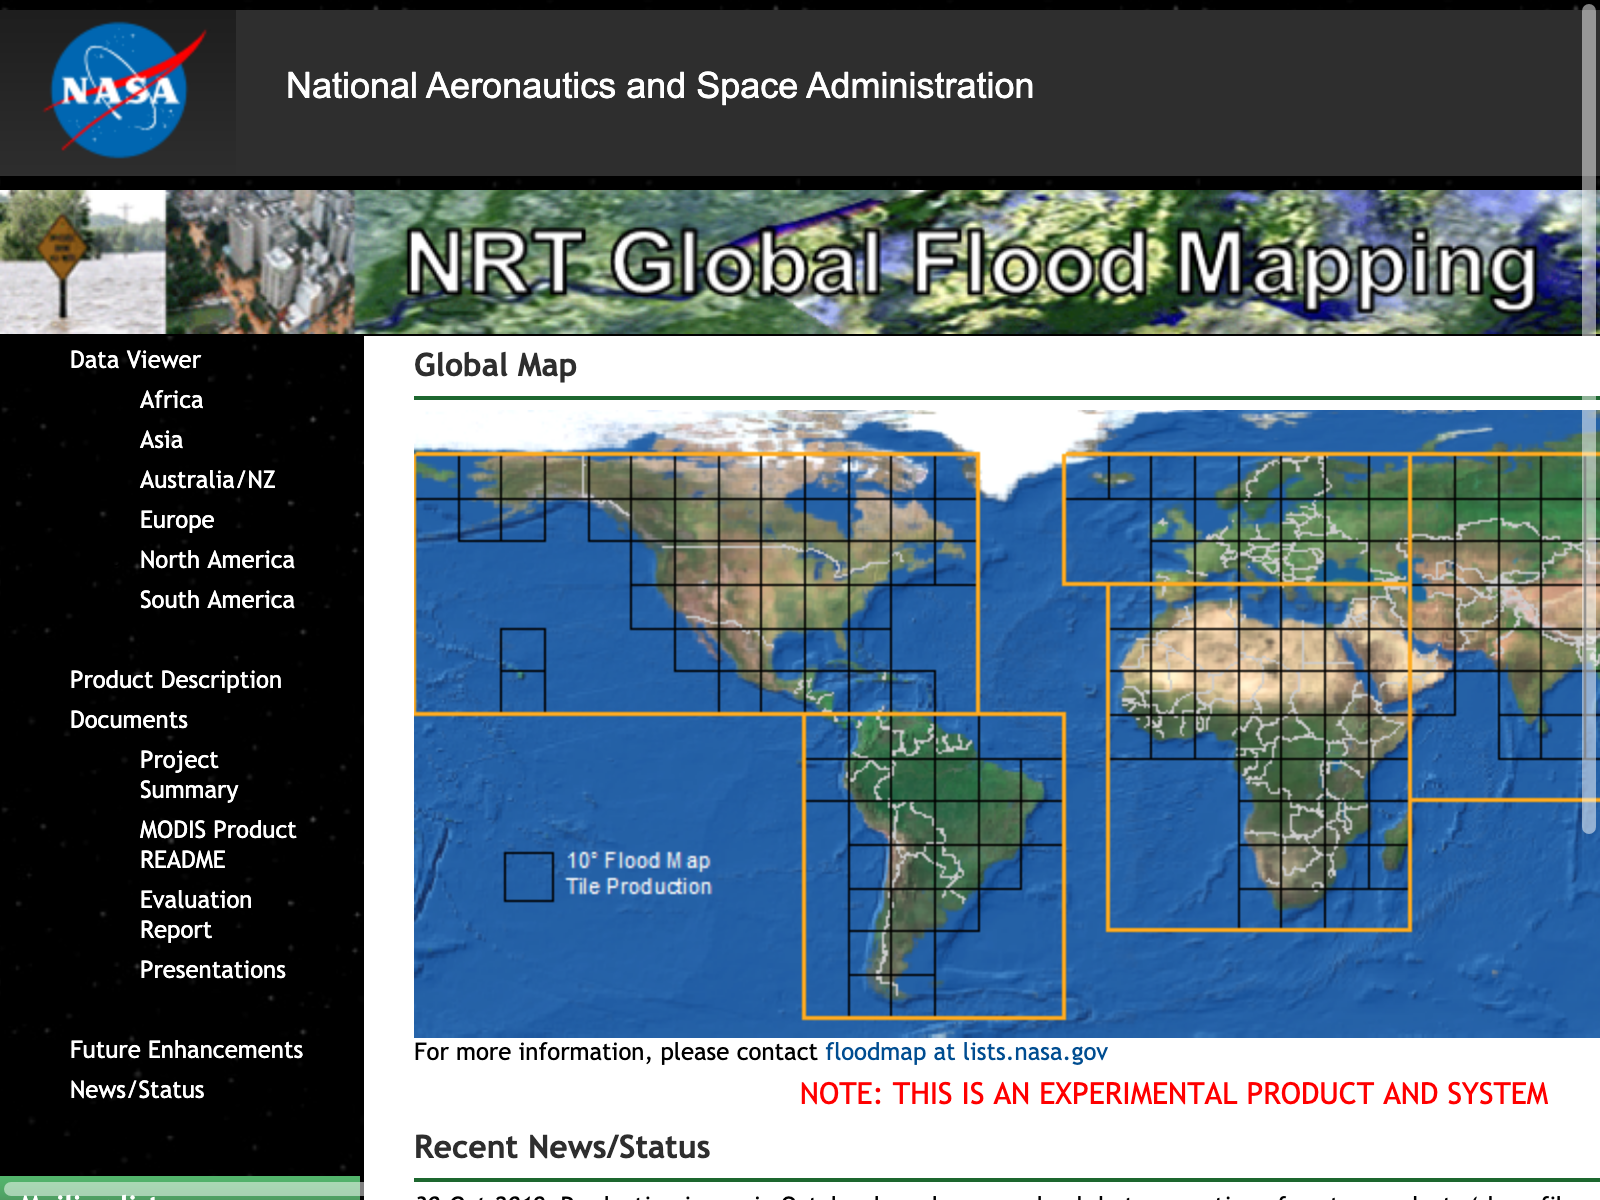 NASA
National Aeronautics and Space Administration
NRT Global Flood Mapping
Data Viewer
Africa
Asia
Australia/NZ
Europe
North America
South America
Product Description
Documents
Project
Summary
MODIS Product
README
Evaluation
Report
Presentations
Future Enhancements
News/Status
Global Map
10° Flood Map
Tile Production
For more information, please contact floodmap at lists.nasa.gov
NOTE: THIS IS AN EXPERIMENTAL PRODUCT AND SYSTEM
Recent News/Status